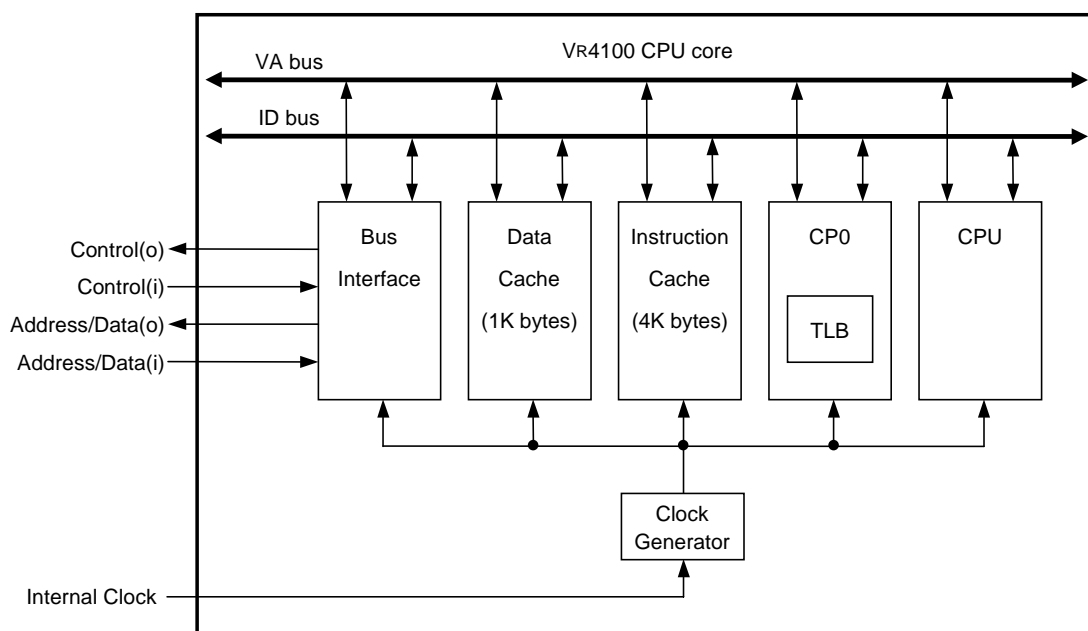 VR4100 CPU core
VA bus
ID bus
Control(o)
Control(i)
Address/Data(o)
Address/Data(i)
Bus
Interface
Data
Cache
(1K bytes)
Instruction
Cache
(4K bytes)
CP0
TLB
CPU
Clock
Generator
Internal Clock